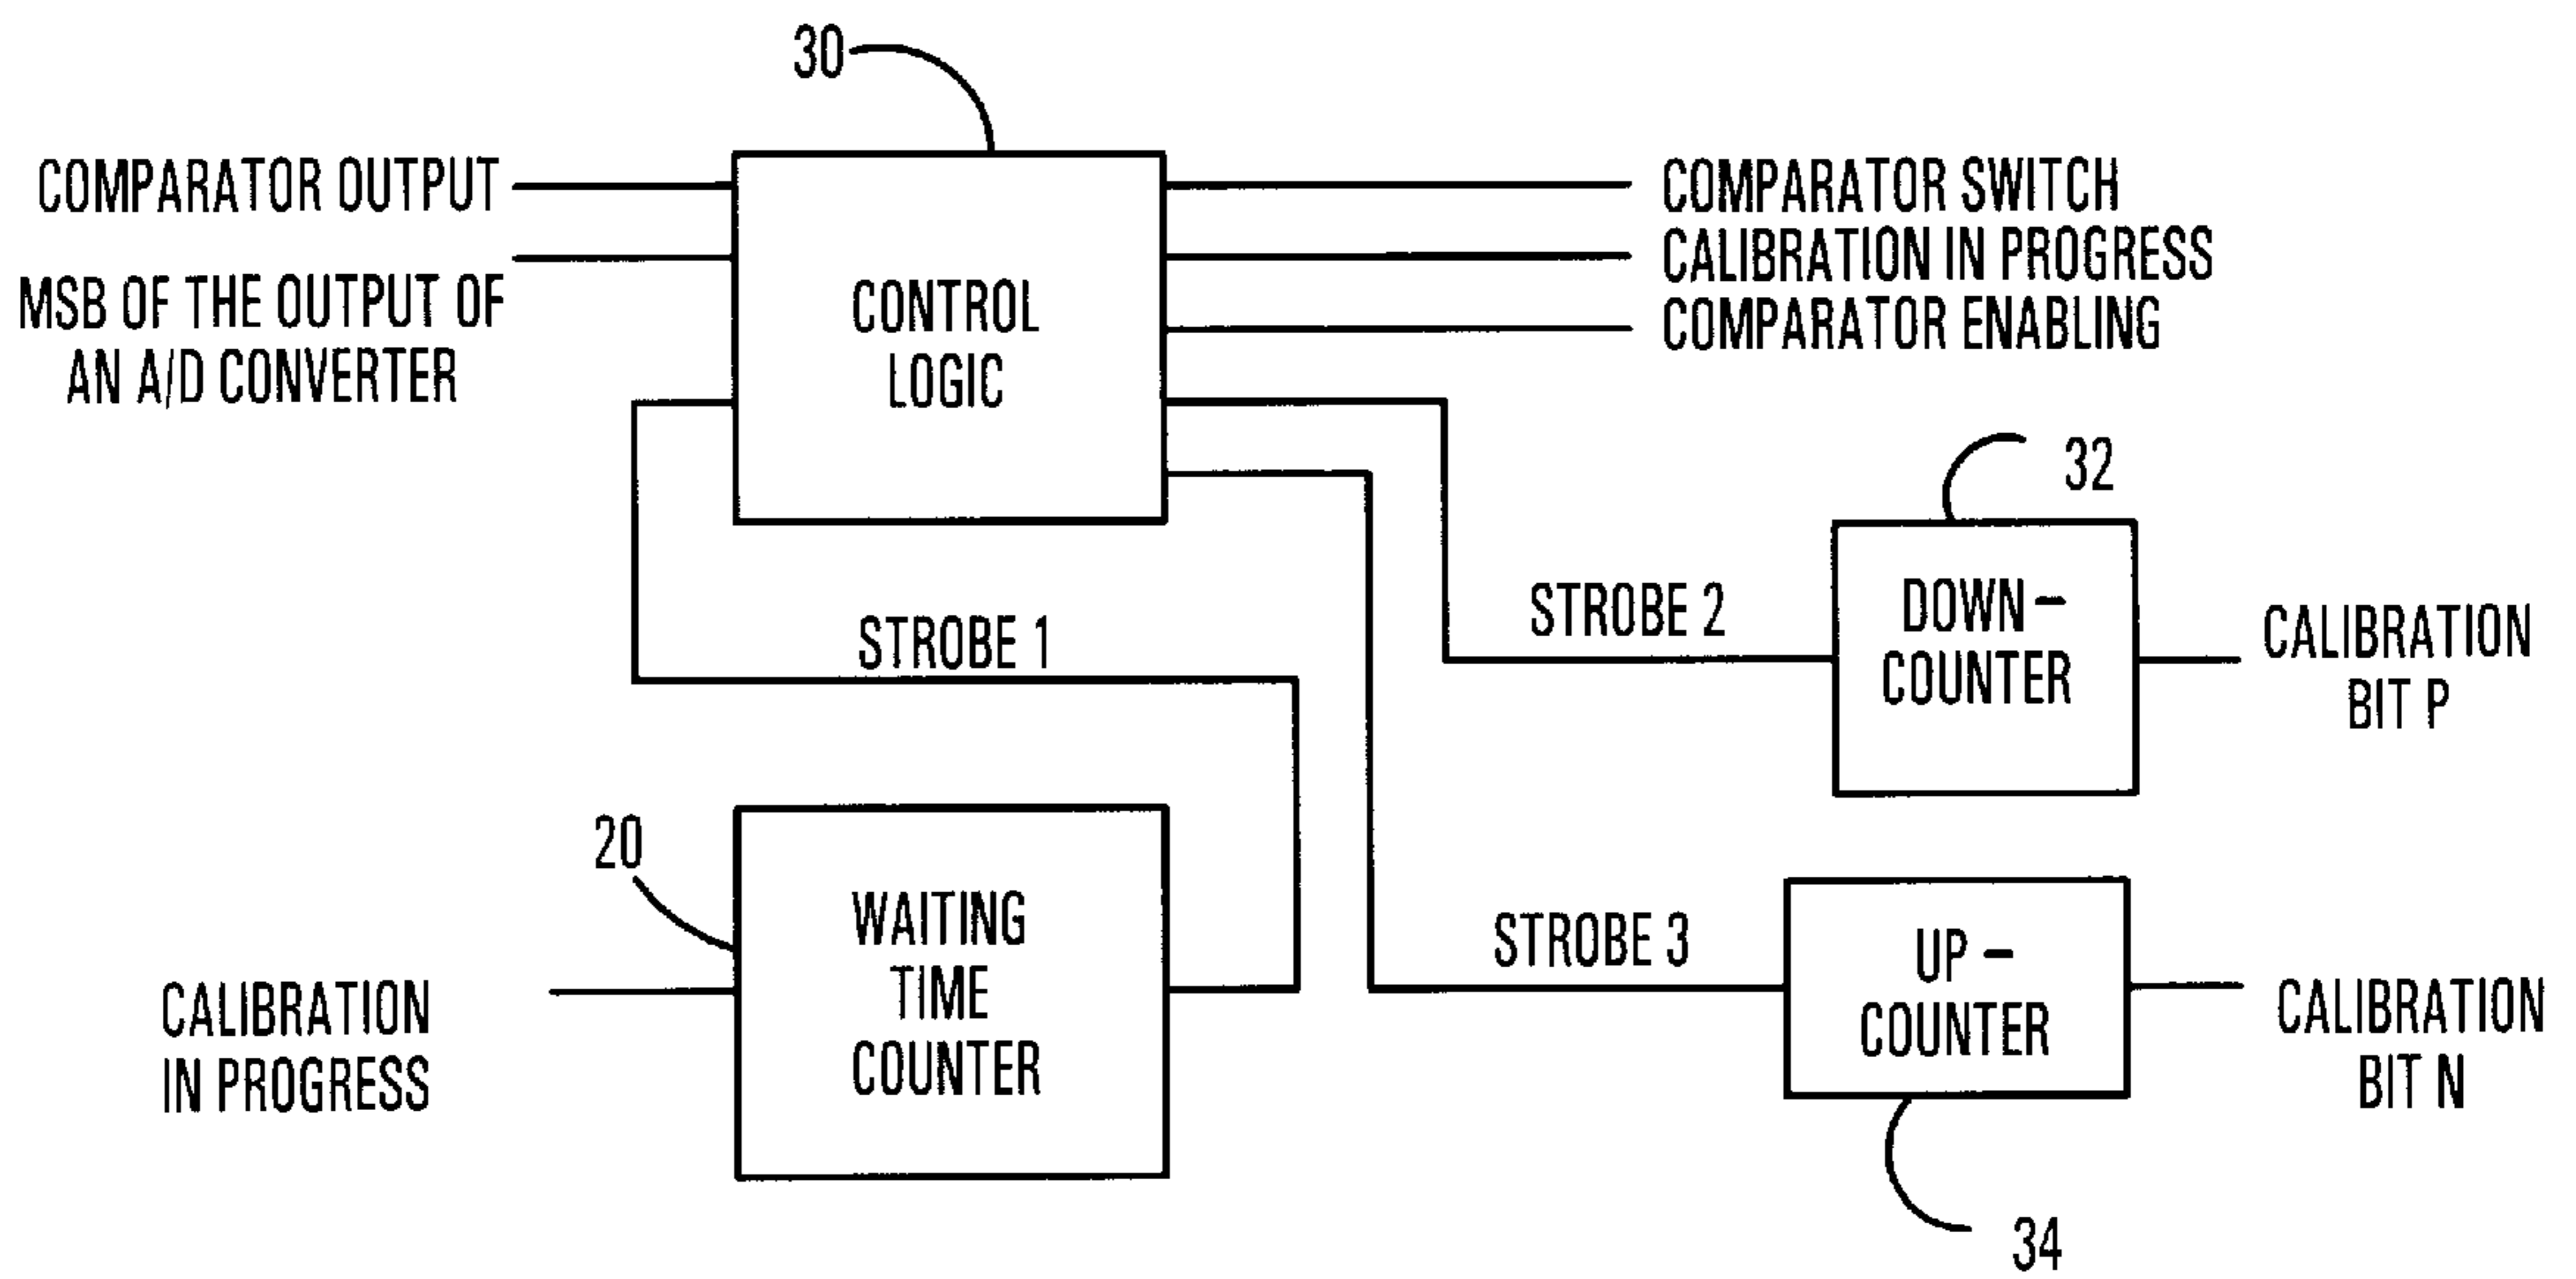 30
COMPARATOR OUTPUT
MSB OF THE OUTPUT OF
AN A/D CONVERTER
CONTROL
LOGIC
COMPARATOR SWITCH
CALIBRATION IN PROGRESS
COMPARATOR ENABLING
STROBE 1
STROBE 2
32
DOWN-
COUNTER
CALIBRATION
BIT P
20
CALIBRATION
IN PROGRESS
WAITING
TIME
COUNTER
STROBE 3
UP-
COUNTER
CALIBRATION
BIT N
34